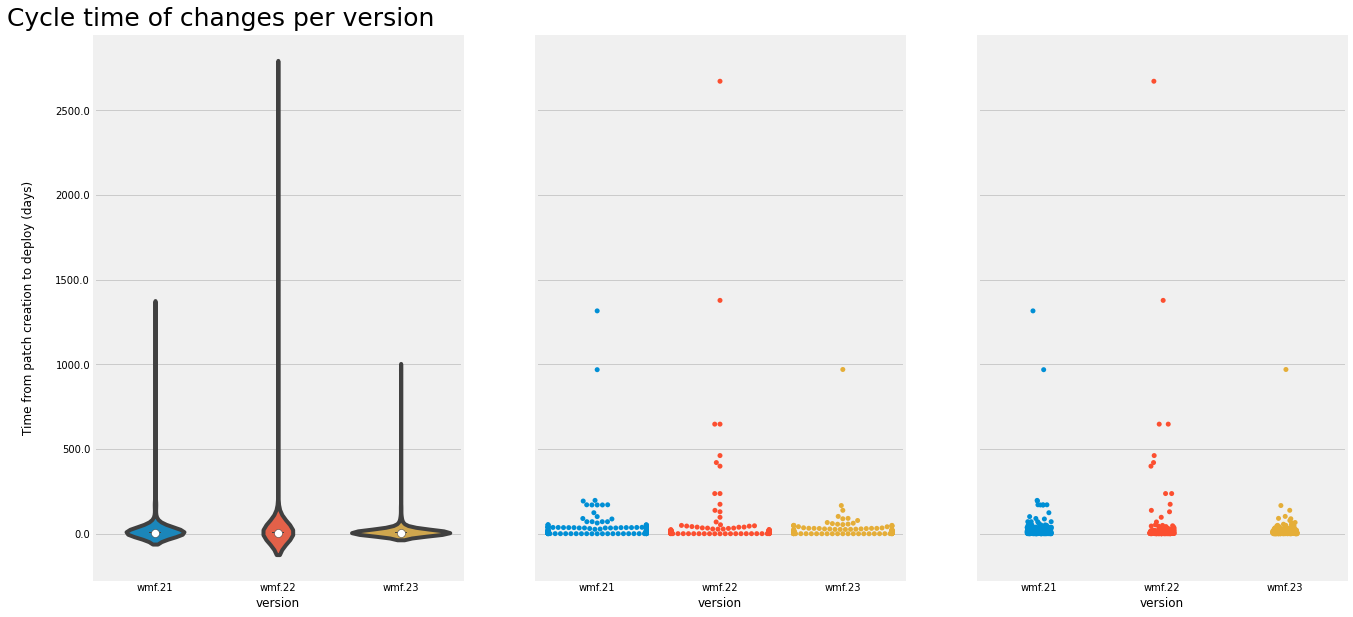 Cycle time of changes per version
Time from patch creation to deploy (days)
2500.0
2000.0
1500.0
1000.0
500.0
0.0
wmf.21 wmf.22 wmf.23
version
wmf.21 wmf.22 wmf.23
version
wmf.21 wmf.22 wmf.23
version